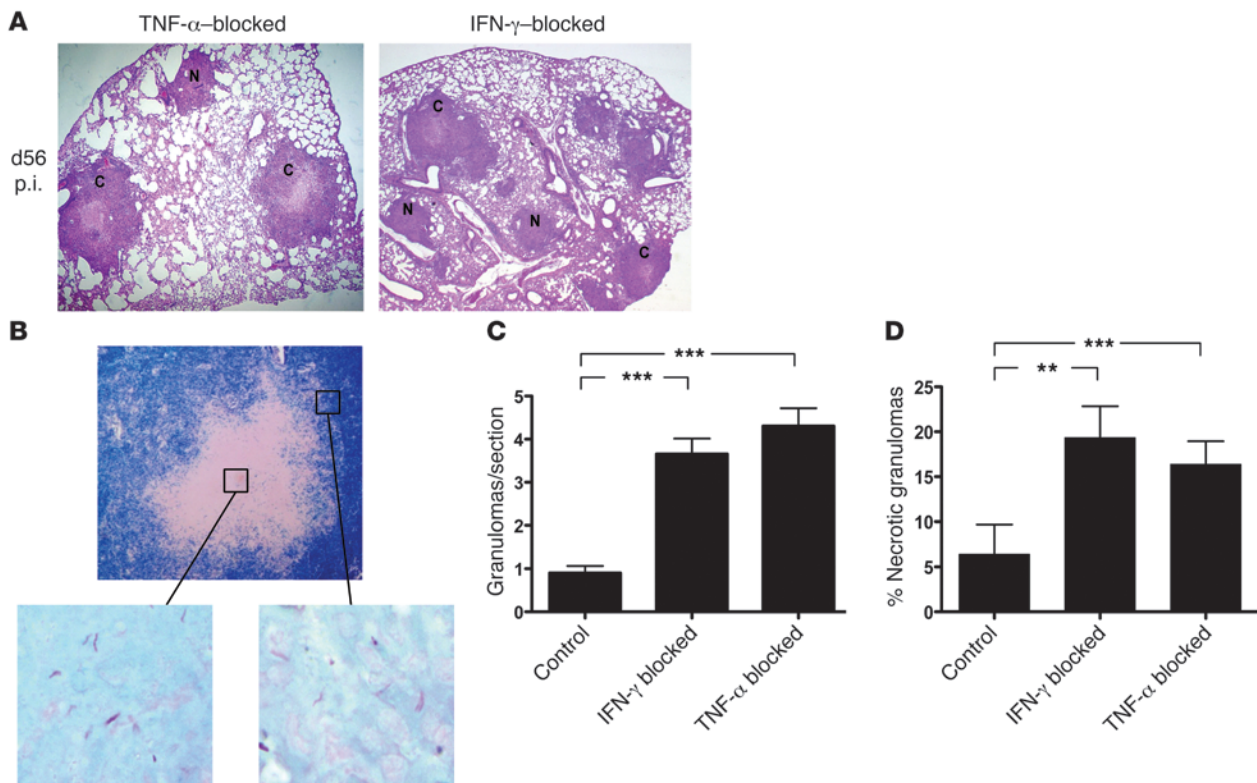 A
TNF-α–blocked
IFN-γ–blocked
d56
p.i.
N
C
C
C
N
N
C
B
C
***
***
Granulomas/section
5
4
3
2
1
0
Control
IFN-γ blocked
TNF-α blocked
D
***
**
% Necrotic granulomas
25
20
15
10
5
0
Control
IFN-γ blocked
TNF-α blocked